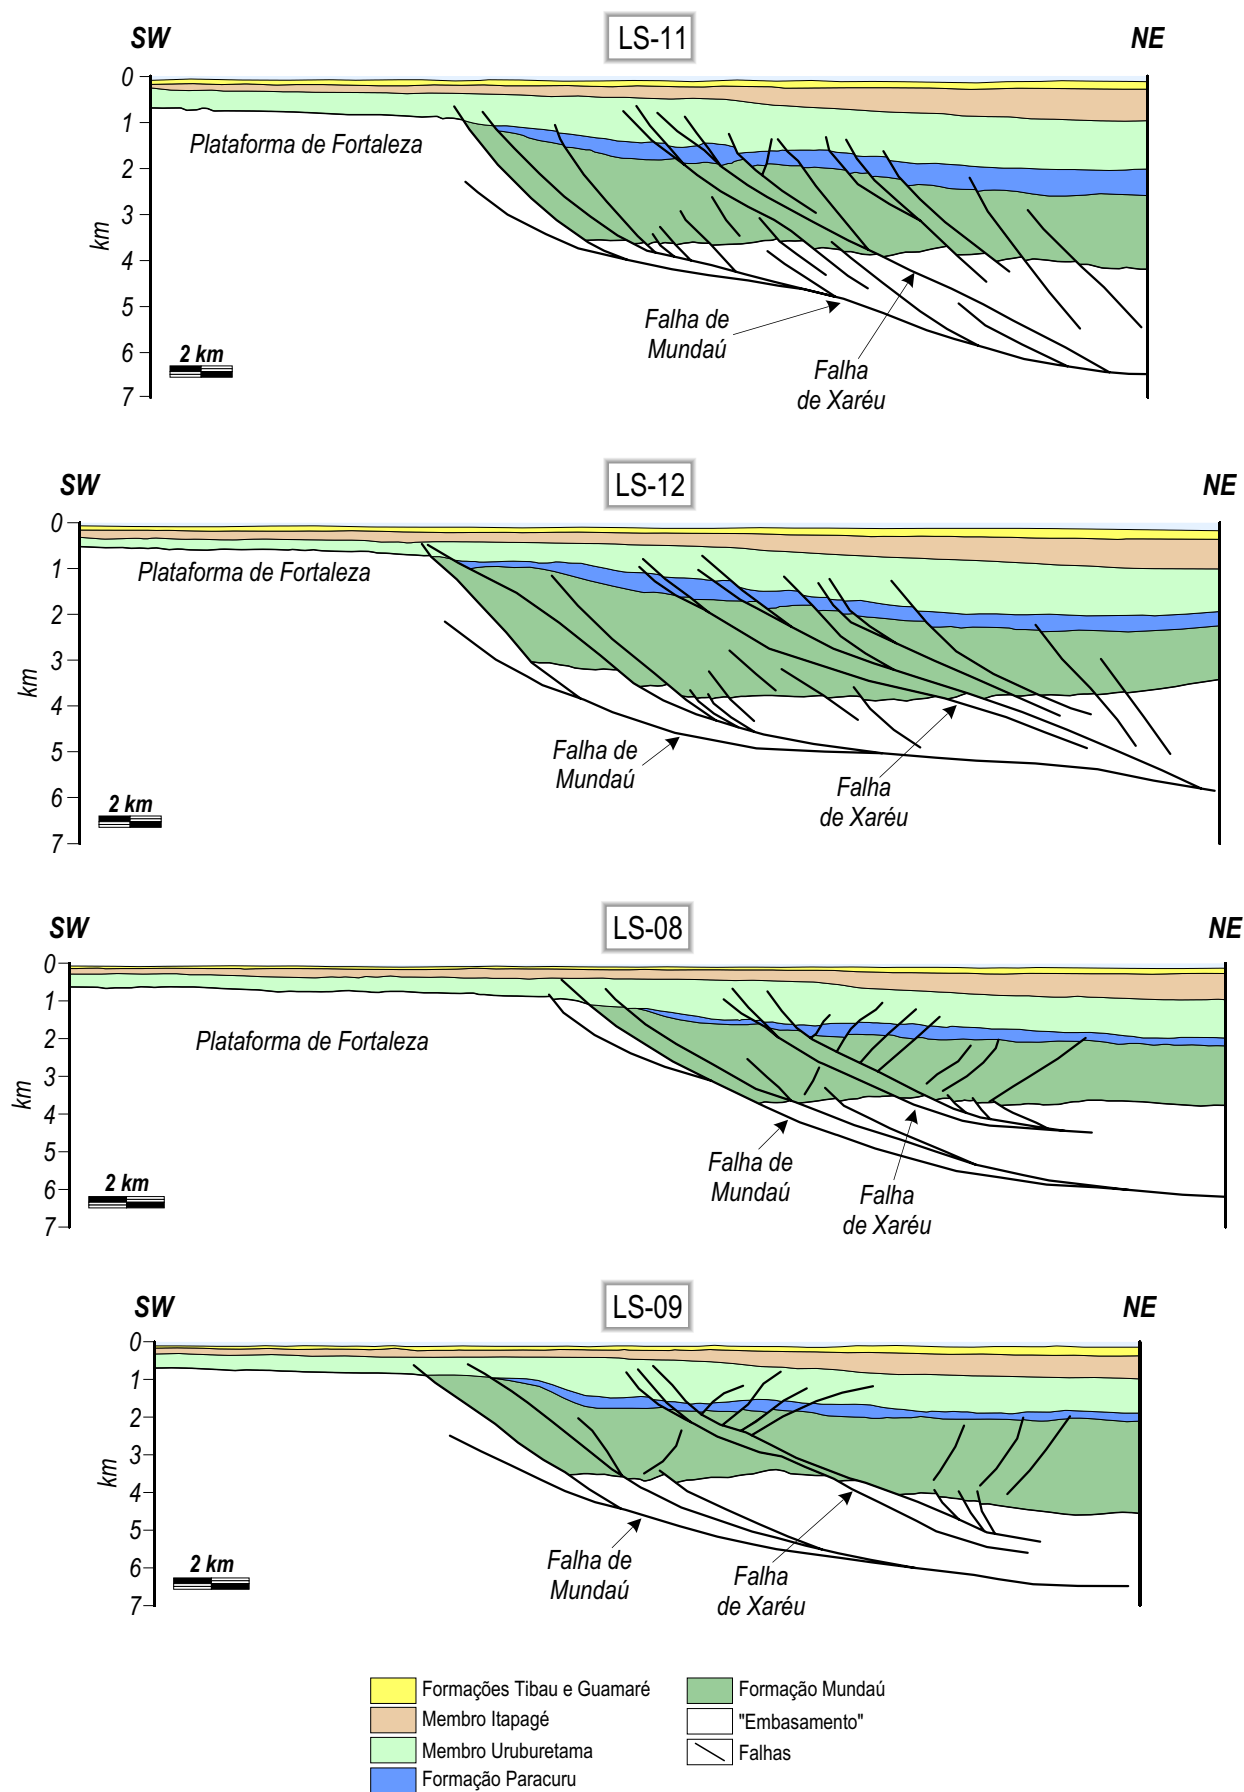 SW
LS-11
NE
0
1
2
3
4
5
6
7
km
Plataforma de Fortaleza
2 km
Falha de
Mundaú
Falha
de Xaréu
SW
LS-12
NE
0
1
2
3
4
5
6
7
km
Plataforma de Fortaleza
2 km
Falha de
Mundaú
Falha
de Xaréu
SW
LS-08
NE
0
1
2
3
4
5
6
7
km
Plataforma de Fortaleza
2 km
Falha de
Mundaú
Falha
de Xaréu
SW
LS-09
NE
0
1
2
3
4
5
6
7
km
2 km
Falha de
Mundaú
Falha
de Xaréu
Formações Tibau e Guamaré
Membro Itapagé
Membro Uruburetama
Formação Paracuru
Formação Mundaú
"Embasamento"
Falhas